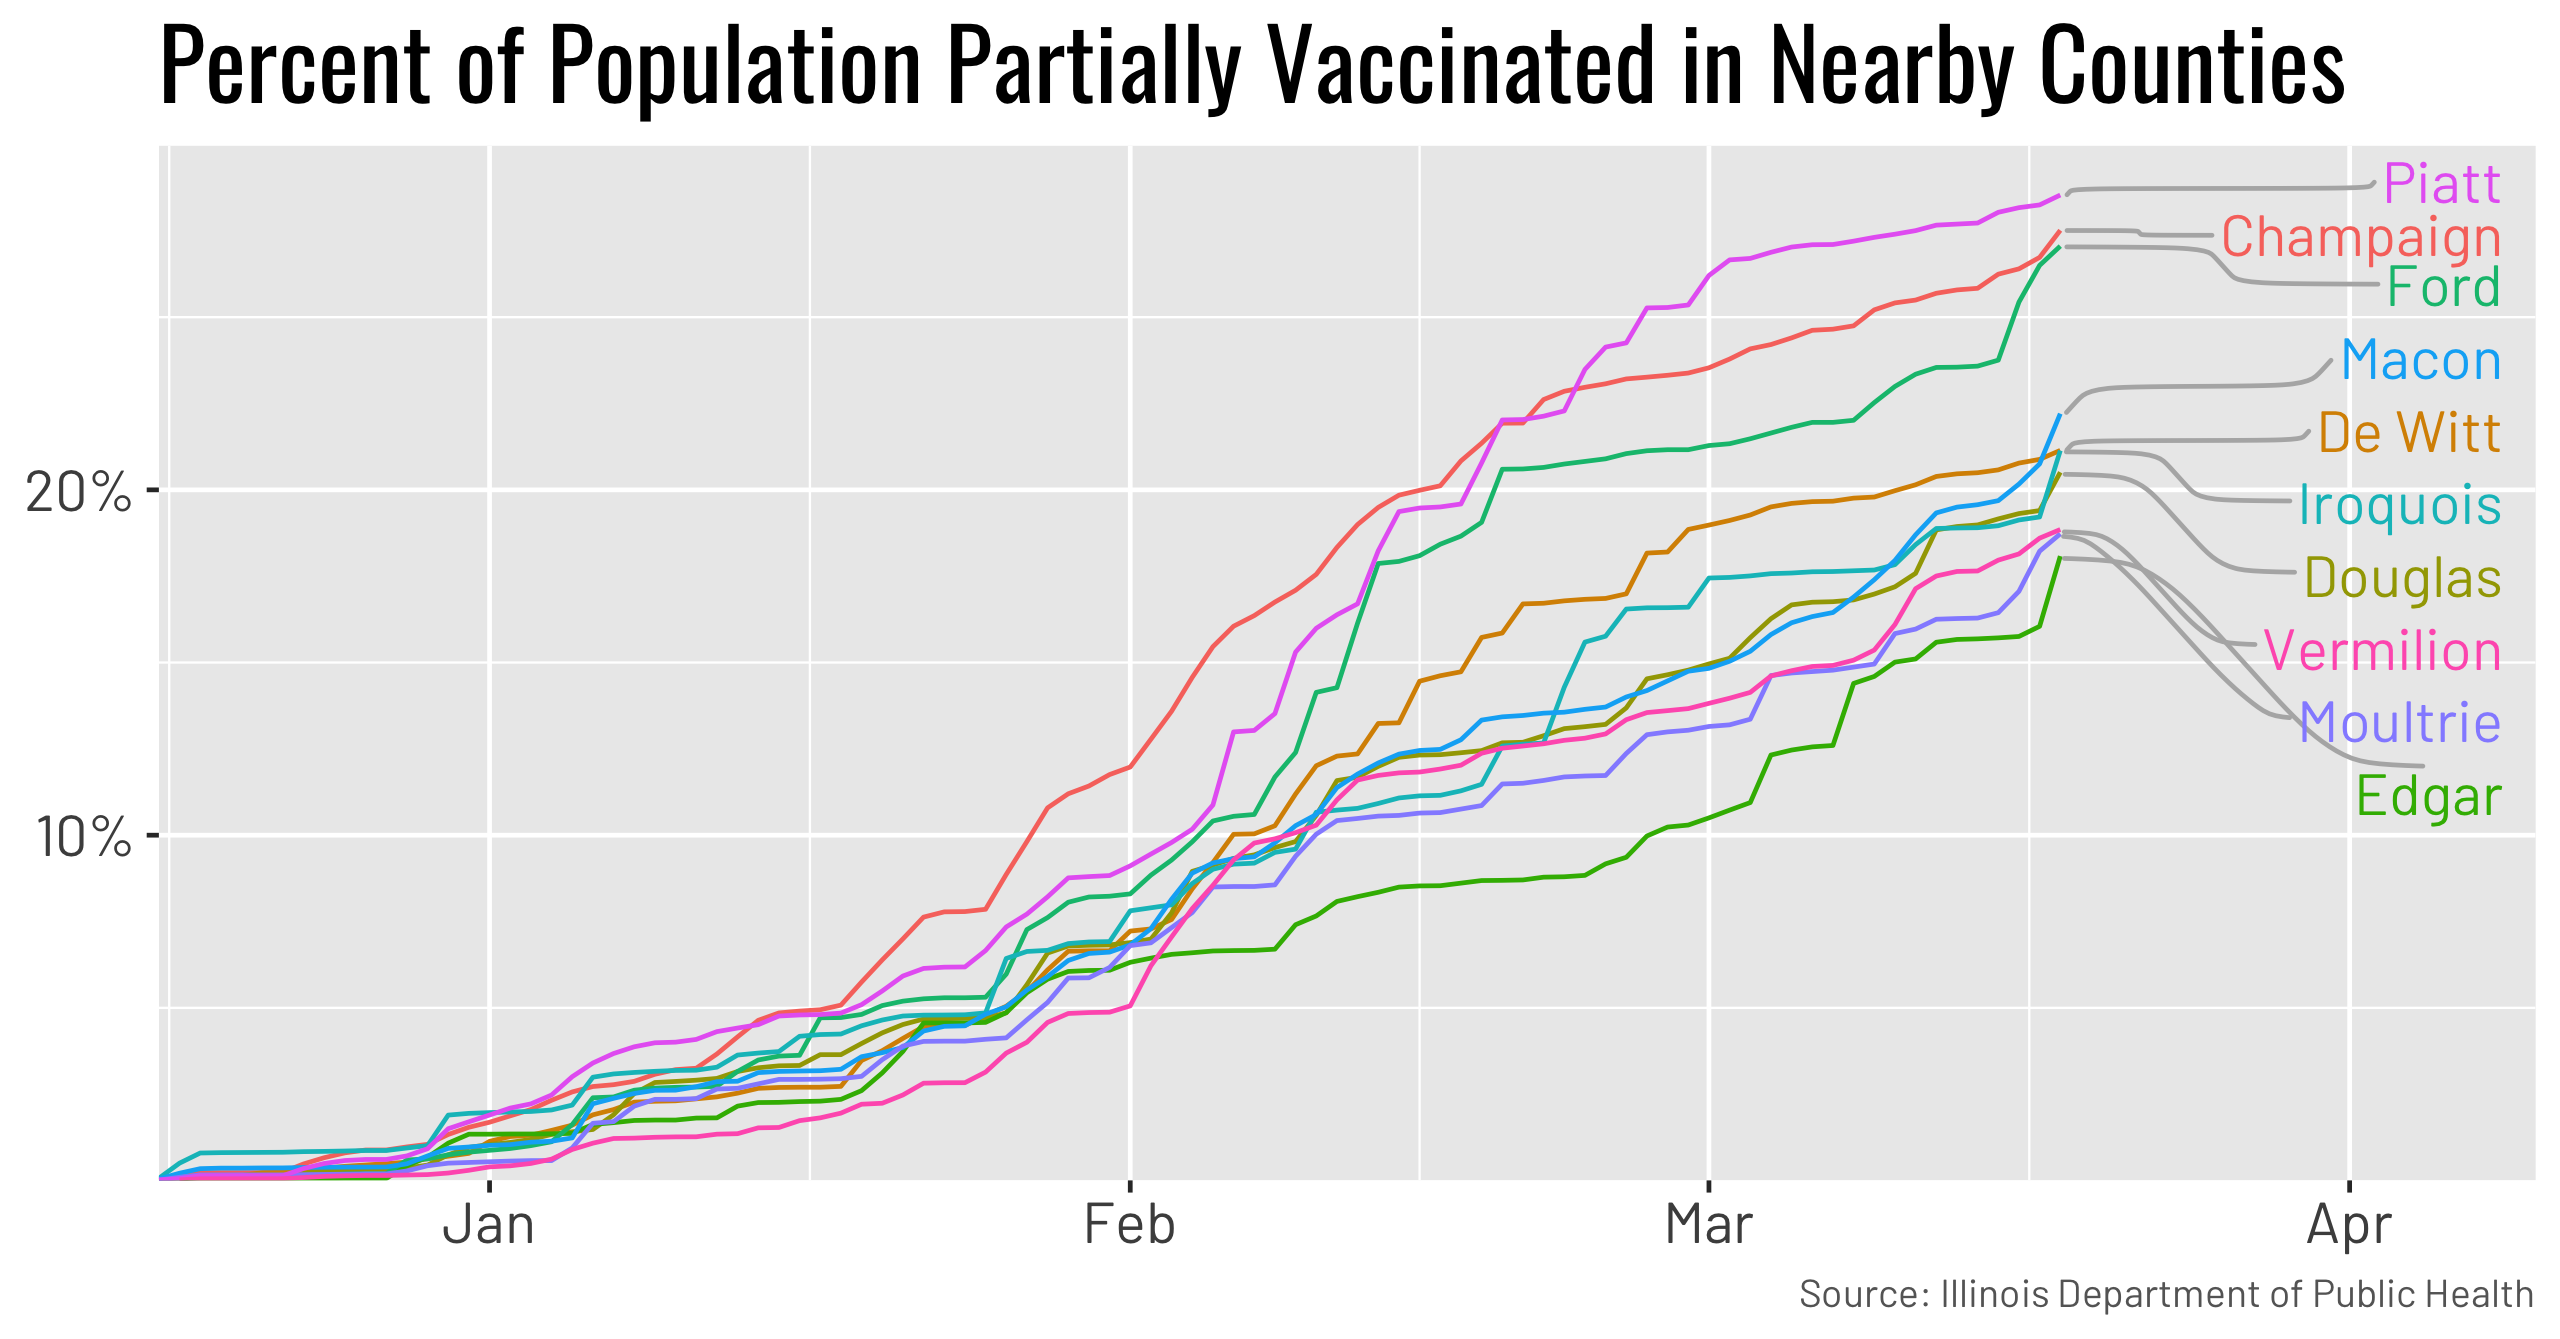 Percent of Population Partially Vaccinated in Nearby Counties
Piatt
Champaign
Ford
Macon
De Witt
20%
Iroquois
Douglas
Vermilion
Moultrie
Edgar
10%
Jan Feb Mar Apr
Source: Illinois Department of Public Health